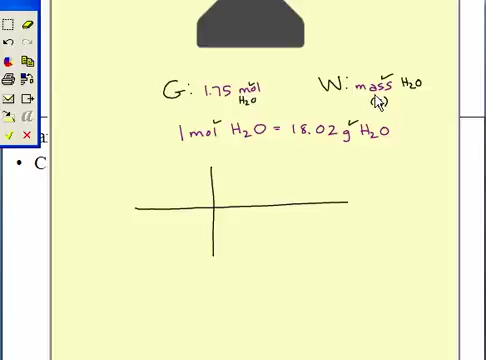 G: 1.75 mol H₂O W: mass H₂O
(g)
1 mol H₂O = 18.02 g H₂O
• C